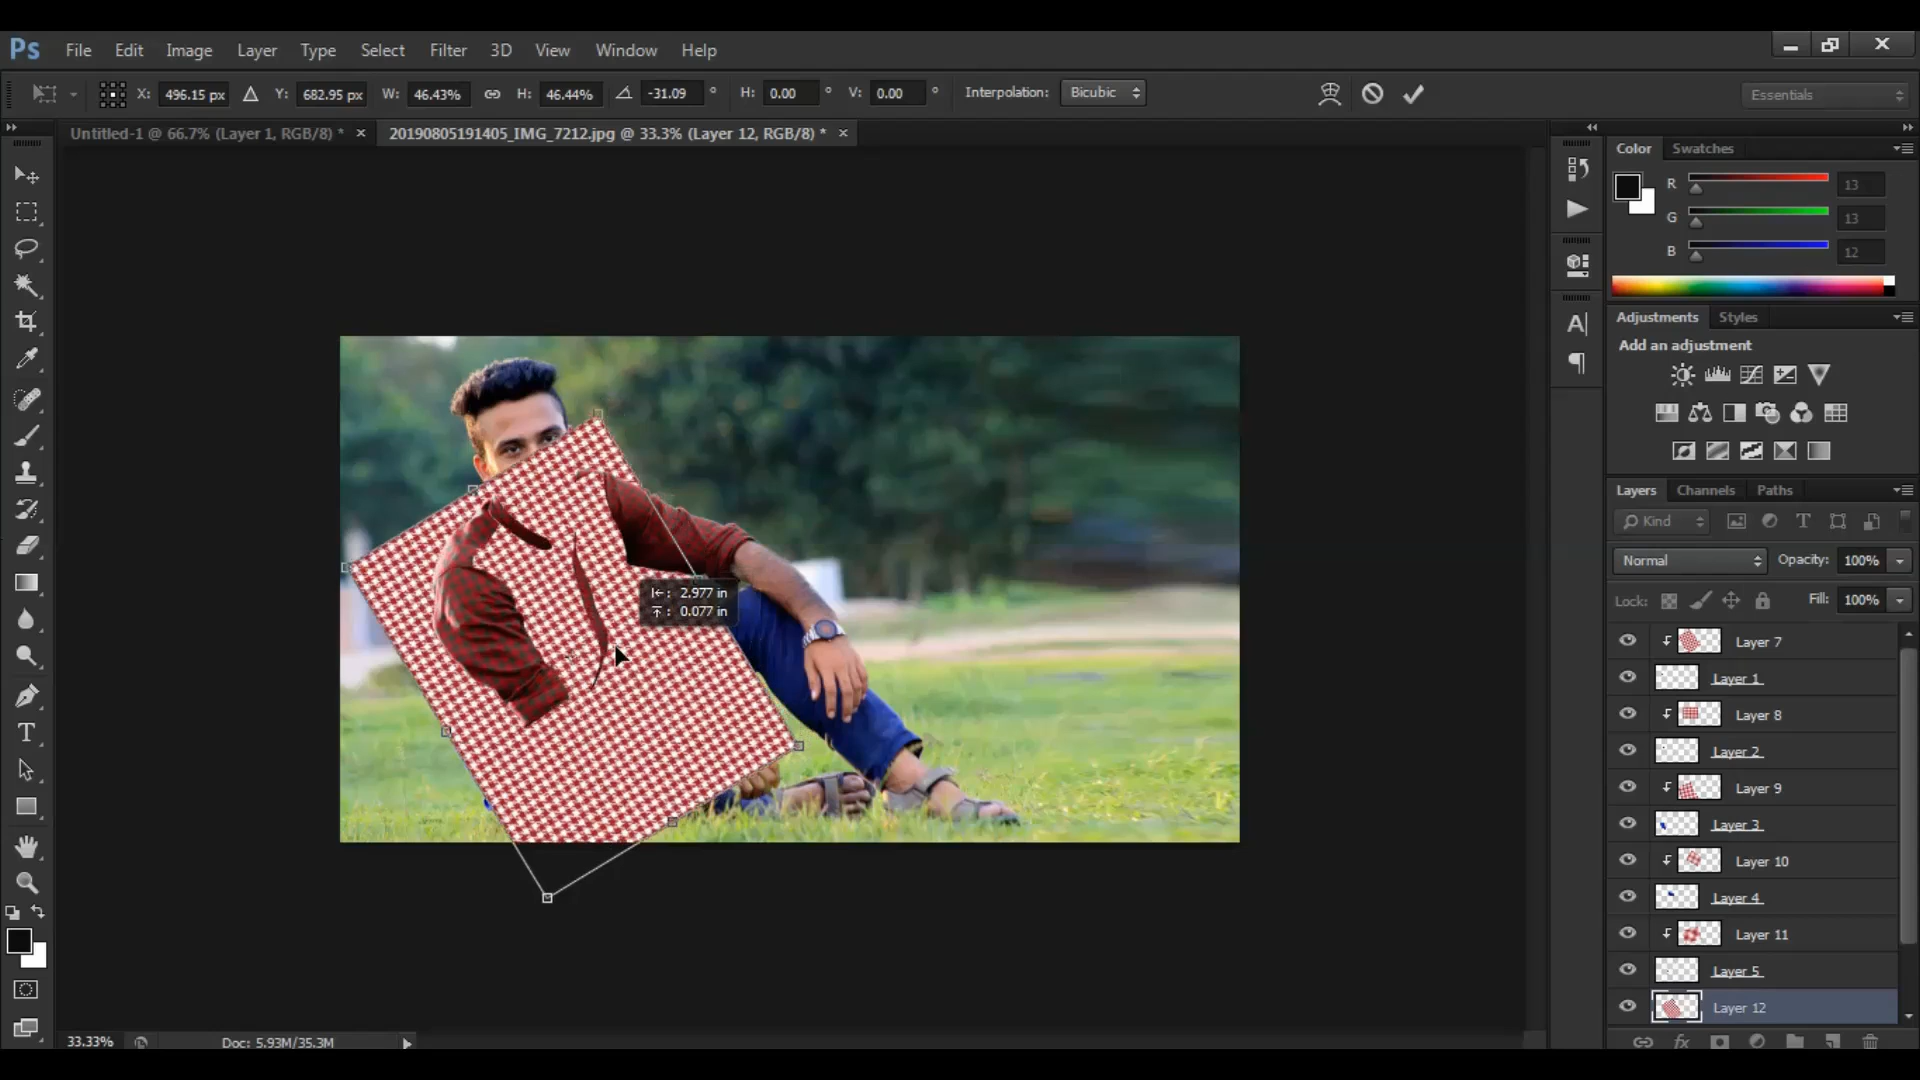 Ps File Edit Image Layer Type Select Filter 3D View Window Help
X: 496.15 px Y: 682.95 px W: 46.43% H: 46.44% -31.09 ° H: 0.00 ° V: 0.00 ° Interpolation: Bicubic Essentials
Untitled-1 @ 66.7% (Layer 1, RGB/8) * × 20190805191405_IMG_7212.jpg @ 33.3% (Layer 12, RGB/8) * ×
Color Swatches
R 13
G 13
B 12
Adjustments Styles
Add an adjustment
Layers Channels Paths
Kind
Normal Opacity: 100%
Lock: Fill: 100%
Layer 7
Layer 1
Layer 8
Layer 2
Layer 9
Layer 3
Layer 10
Layer 4
Layer 11
Layer 5
Layer 12
2.977 in
0.077 in
33.33% Doc: 5.93M/35.3M